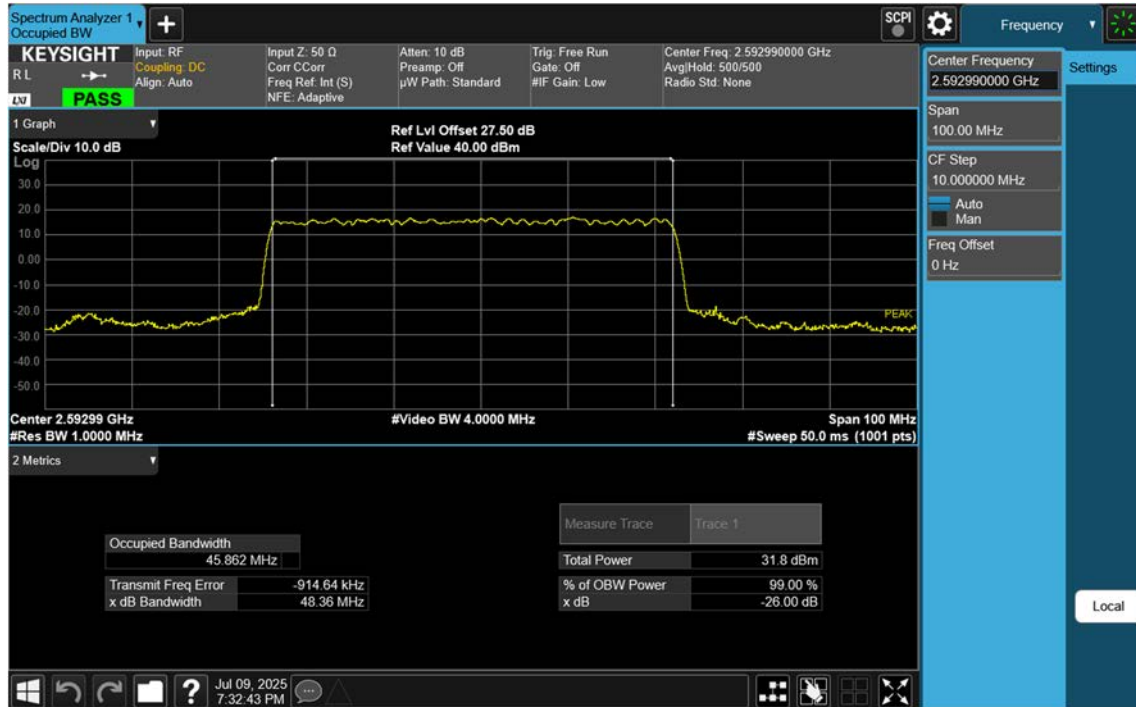 Spectrum Analyzer 1
Occupied BW
SCPI
Frequency
KEYSIGHT
R L
LXI
PASS
Input: RF
Coupling: DC
Align: Auto
Input Z: 50 Ω
Corr CCorr
Freq Ref: Int (S)
NFE: Adaptive
Atten: 10 dB
Preamp: Off
µW Path: Standard
Trig: Free Run
Gate: Off
#IF Gain: Low
Center Freq: 2.592990000 GHz
Avg|Hold: 500/500
Radio Std: None
Center Frequency
2.592990000 GHz
Settings
Span
100.00 MHz
CF Step
10.000000 MHz
Auto
Man
Freq Offset
0 Hz
Local
1 Graph
Scale/Div 10.0 dB
Ref Lvl Offset 27.50 dB
Ref Value 40.00 dBm
Log
30.0
20.0
10.0
0.00
-10.0
-20.0
-30.0
-40.0
-50.0
PEAK
Center 2.59299 GHz
#Video BW 4.0000 MHz
Span 100 MHz
#Res BW 1.0000 MHz
#Sweep 50.0 ms (1001 pts)
2 Metrics
Measure Trace Trace 1
Occupied Bandwidth
45.862 MHz
Total Power 31.8 dBm
Transmit Freq Error -914.64 kHz
% of OBW Power 99.00 %
x dB Bandwidth 48.36 MHz
x dB -26.00 dB
?
Jul 09, 2025
7:32:43 PM